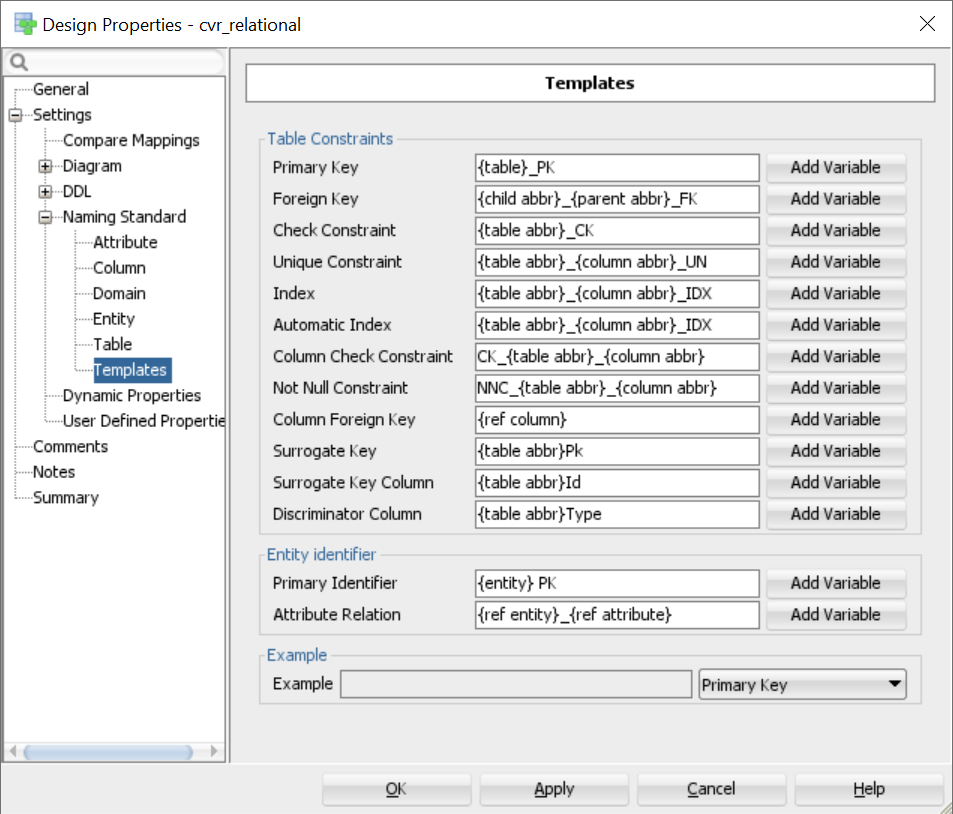 Design Properties - cvr_relational
General
Settings
Compare Mappings
Diagram
DDL
Naming Standard
Attribute
Column
Domain
Entity
Table
Templates
Dynamic Properties
User Defined Propertie
Comments
Notes
Summary
Templates
Table Constraints
Primary Key {table}_PK Add Variable
Foreign Key {child abbr}_{parent abbr}_FK Add Variable
Check Constraint {table abbr}_CK Add Variable
Unique Constraint {table abbr}_{column abbr}_UN Add Variable
Index {table abbr}_{column abbr}_IDX Add Variable
Automatic Index {table abbr}_{column abbr}_IDX Add Variable
Column Check Constraint CK_{table abbr}_{column abbr} Add Variable
Not Null Constraint NNC_{table abbr}_{column abbr} Add Variable
Column Foreign Key {ref column} Add Variable
Surrogate Key {table abbr}Pk Add Variable
Surrogate Key Column {table abbr}Id Add Variable
Discriminator Column {table abbr}Type Add Variable
Entity identifier
Primary Identifier {entity} PK Add Variable
Attribute Relation {ref entity}_{ref attribute} Add Variable
Example
Example Primary Key
OK Apply Cancel Help